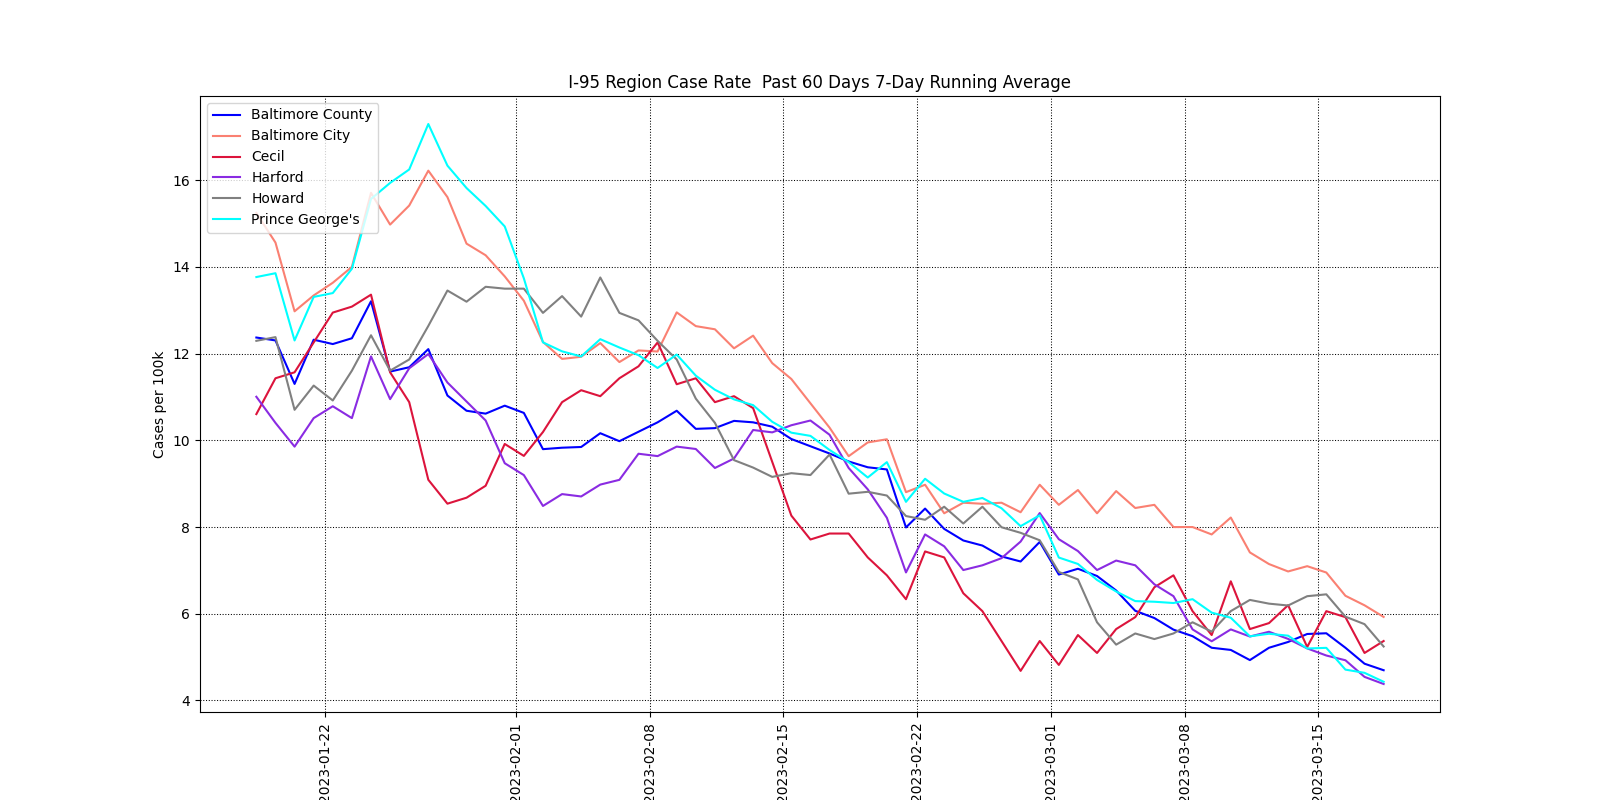 I-95 Region Case Rate  Past 60 Days 7-Day Running Average
Baltimore County
Baltimore City
Cecil
Harford
Howard
Prince George's
Cases per 100k
16
14
12
10
8
6
4
2023-01-22
2023-02-01
2023-02-08
2023-02-15
2023-02-22
2023-03-01
2023-03-08
2023-03-15